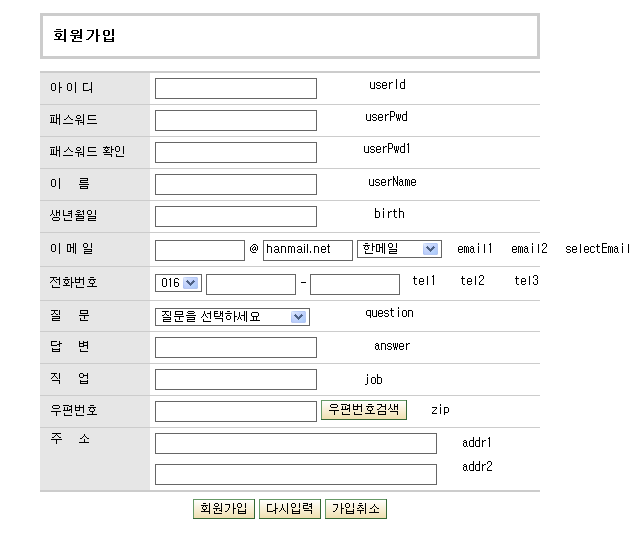 회원가입
아 이 디 userId
패스워드 userPwd
패스워드 확인 userPwd1
이 름 userName
생년월일 birth
이 메 일 @ hanmail.net 한메일 email1 email2 selectEmail
전화번호 016 - tel1 tel2 tel3
질 문 질문을 선택하세요 question
답 변 answer
직 업 job
우편번호 우편번호검색 zip
주 소 addr1
addr2
회원가입 다시입력 가입취소